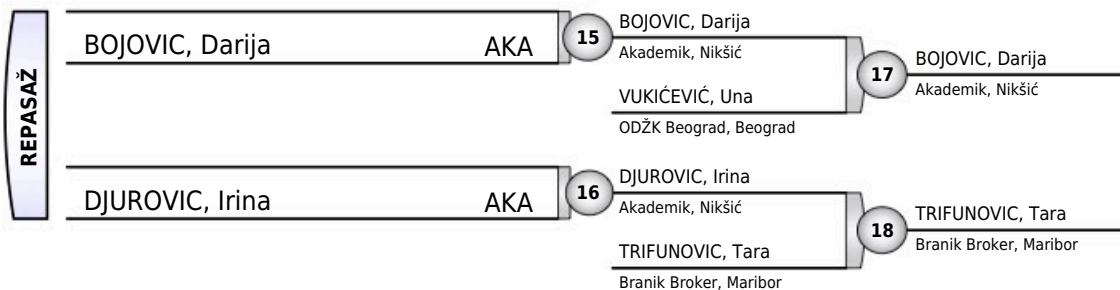 REPASAŽ
BOJOVIC, Darija AKA
15
BOJOVIC, Darija
Akademik, Nikšić
VUKIĆEVIĆ, Una
ODŽK Beograd, Beograd
17
BOJOVIC, Darija
Akademik, Nikšić
DJUROVIC, Irina AKA
16
DJUROVIC, Irina
Akademik, Nikšić
TRIFUNOVIC, Tara
Branik Broker, Maribor
18
TRIFUNOVIC, Tara
Branik Broker, Maribor